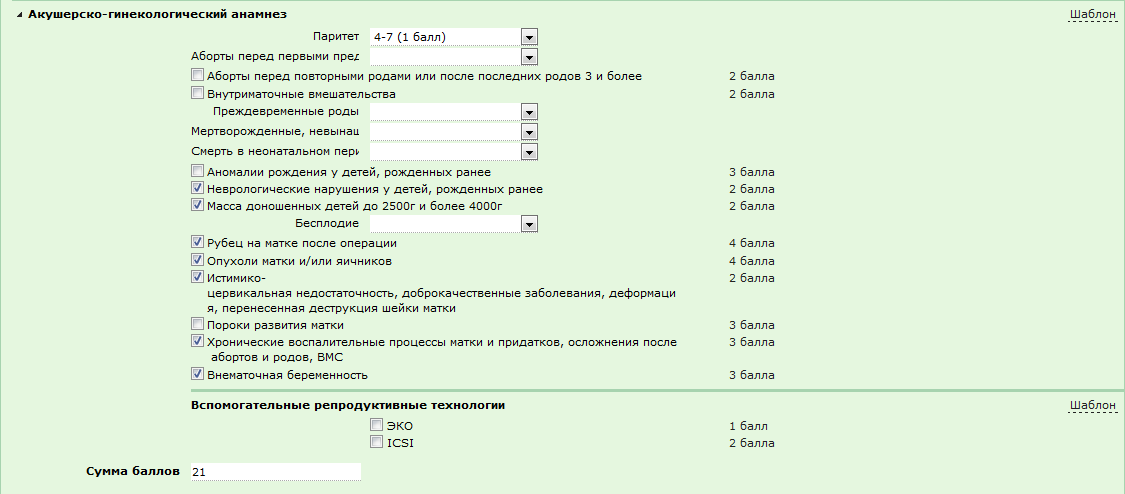 Акушерско-гинекологический анамнез Шаблон
Паритет 4-7 (1 балл)
Аборты перед первыми пред
Аборты перед повторными родами или после последних родов 3 и более 2 балла
Внутриматочные вмешательства 2 балла
Преждевременные роды
Мертворожденные, невынац
Смерть в неонатальном пери
Аномалии рождения у детей, рожденных ранее 3 балла
Неврологические нарушения у детей, рожденных ранее 2 балла
Масса доношенных детей до 2500г и более 4000г 2 балла
Бесплодие
Рубец на матке после операции 4 балла
Опухоли матки и/или яичников 4 балла
Истимико- 2 балла
цервикальная недостаточность, доброкачественные заболевания, деформаци
я, перенесенная деструкция шейки матки
Пороки развития матки 3 балла
Хронические воспалительные процессы матки и придатков, осложнения после 3 балла
абортов и родов, ВМС
Внематочная беременность 3 балла
Вспомогательные репродуктивные технологии Шаблон
ЭКО 1 балл
ICSI 2 балла
Сумма баллов 21